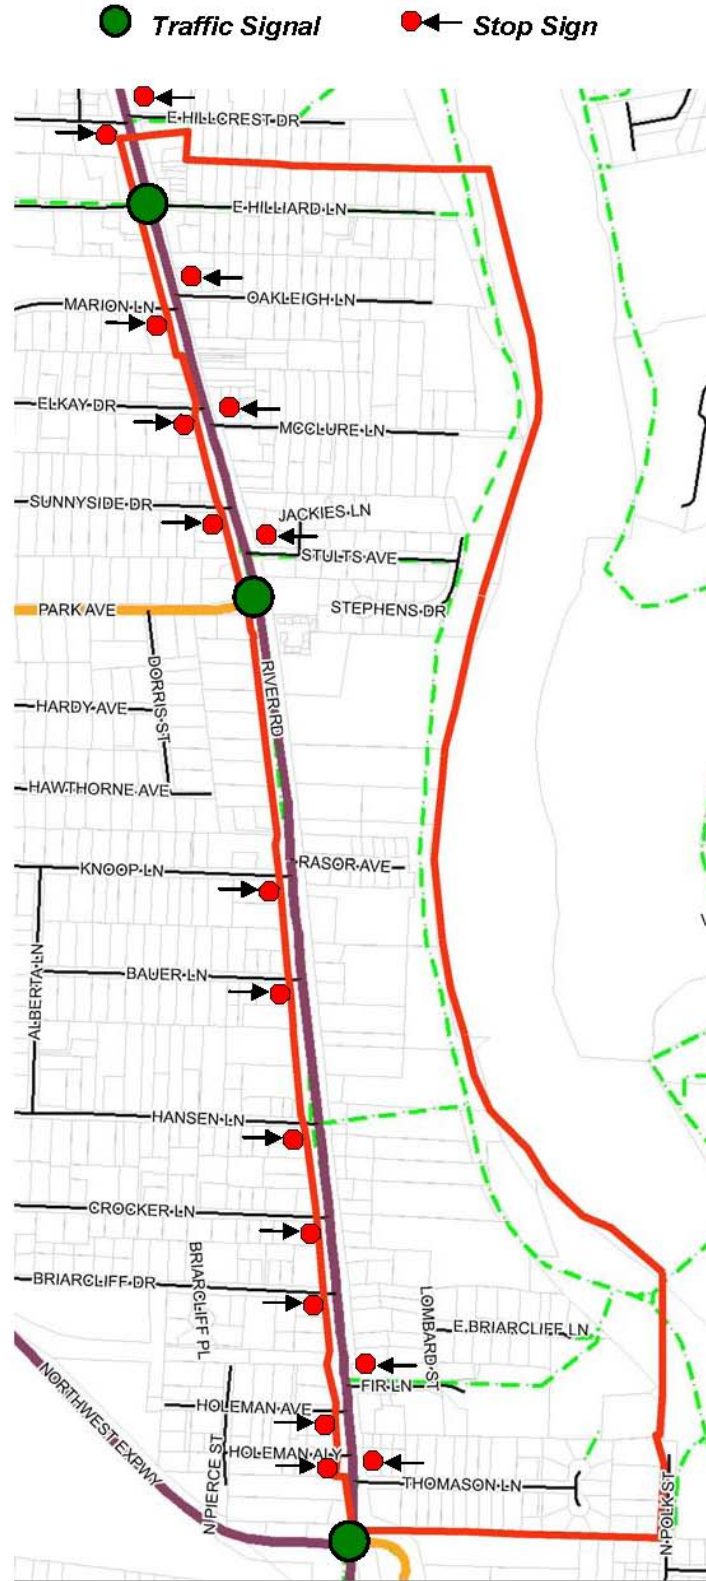 Traffic Signal
Stop Sign
E HILLCREST DR
E HILLIARD LN
MARION LN
OAKLEIGH LN
ELKAY DR
MCCLURE LN
SUNNYSIDE DR
JACKIES LN
STULTS AVE
PARK AVE
STEPHENS DR
DORRIS ST
RIVER RD
HARDY AVE
HAWTHORNE AVE
KNOOP LN
RASOR AVE
ALBERTA LN
BAUER LN
HANSEN LN
CROCKER LN
BRIARCLIFF DR
BRIARCLIFF PL
LOMBARD ST
E BRIARCLIFF LN
FIR LN
NORTHWEST EXPWY
HOLEMAN AVE
HOLEMAN ALY
N PIERCE ST
THOMASON LN
N POLK ST